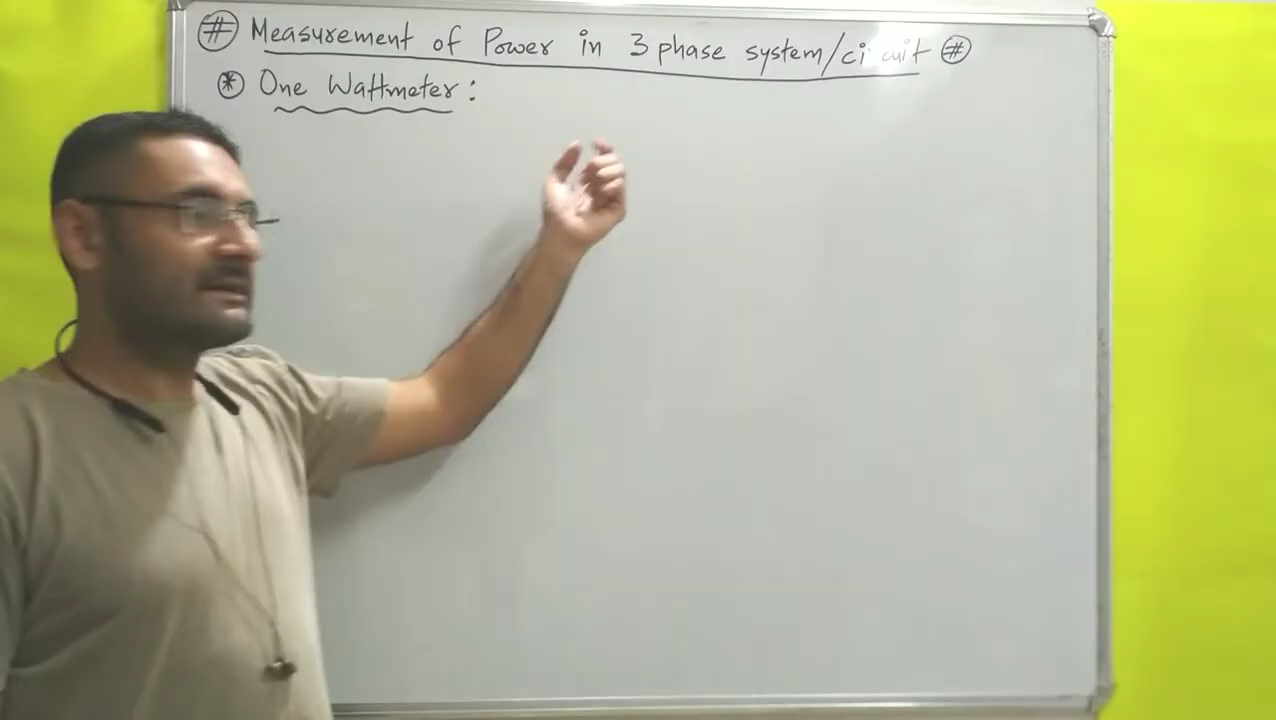 # Measurement of Power in 3 phase system/circuit #
* One Wattmeter: